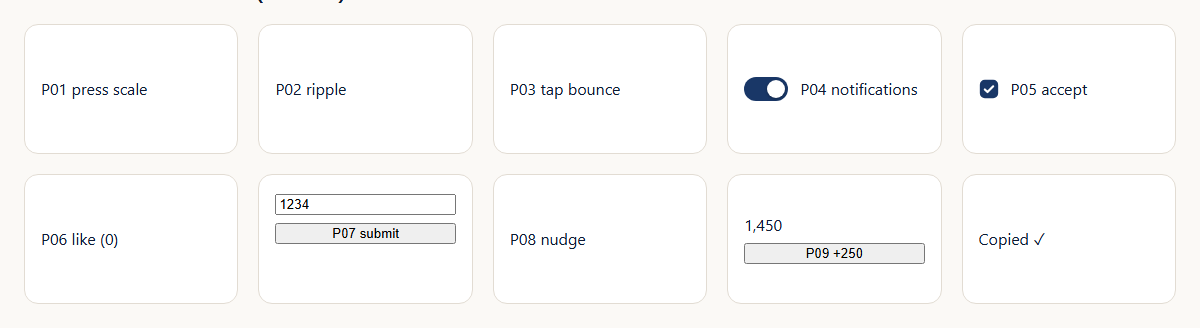 P01 press scale
P02 ripple
P03 tap bounce
P04 notifications
P05 accept
P06 like (0)
1234
P07 submit
P08 nudge
1,450
P09 +250
Copied ✓